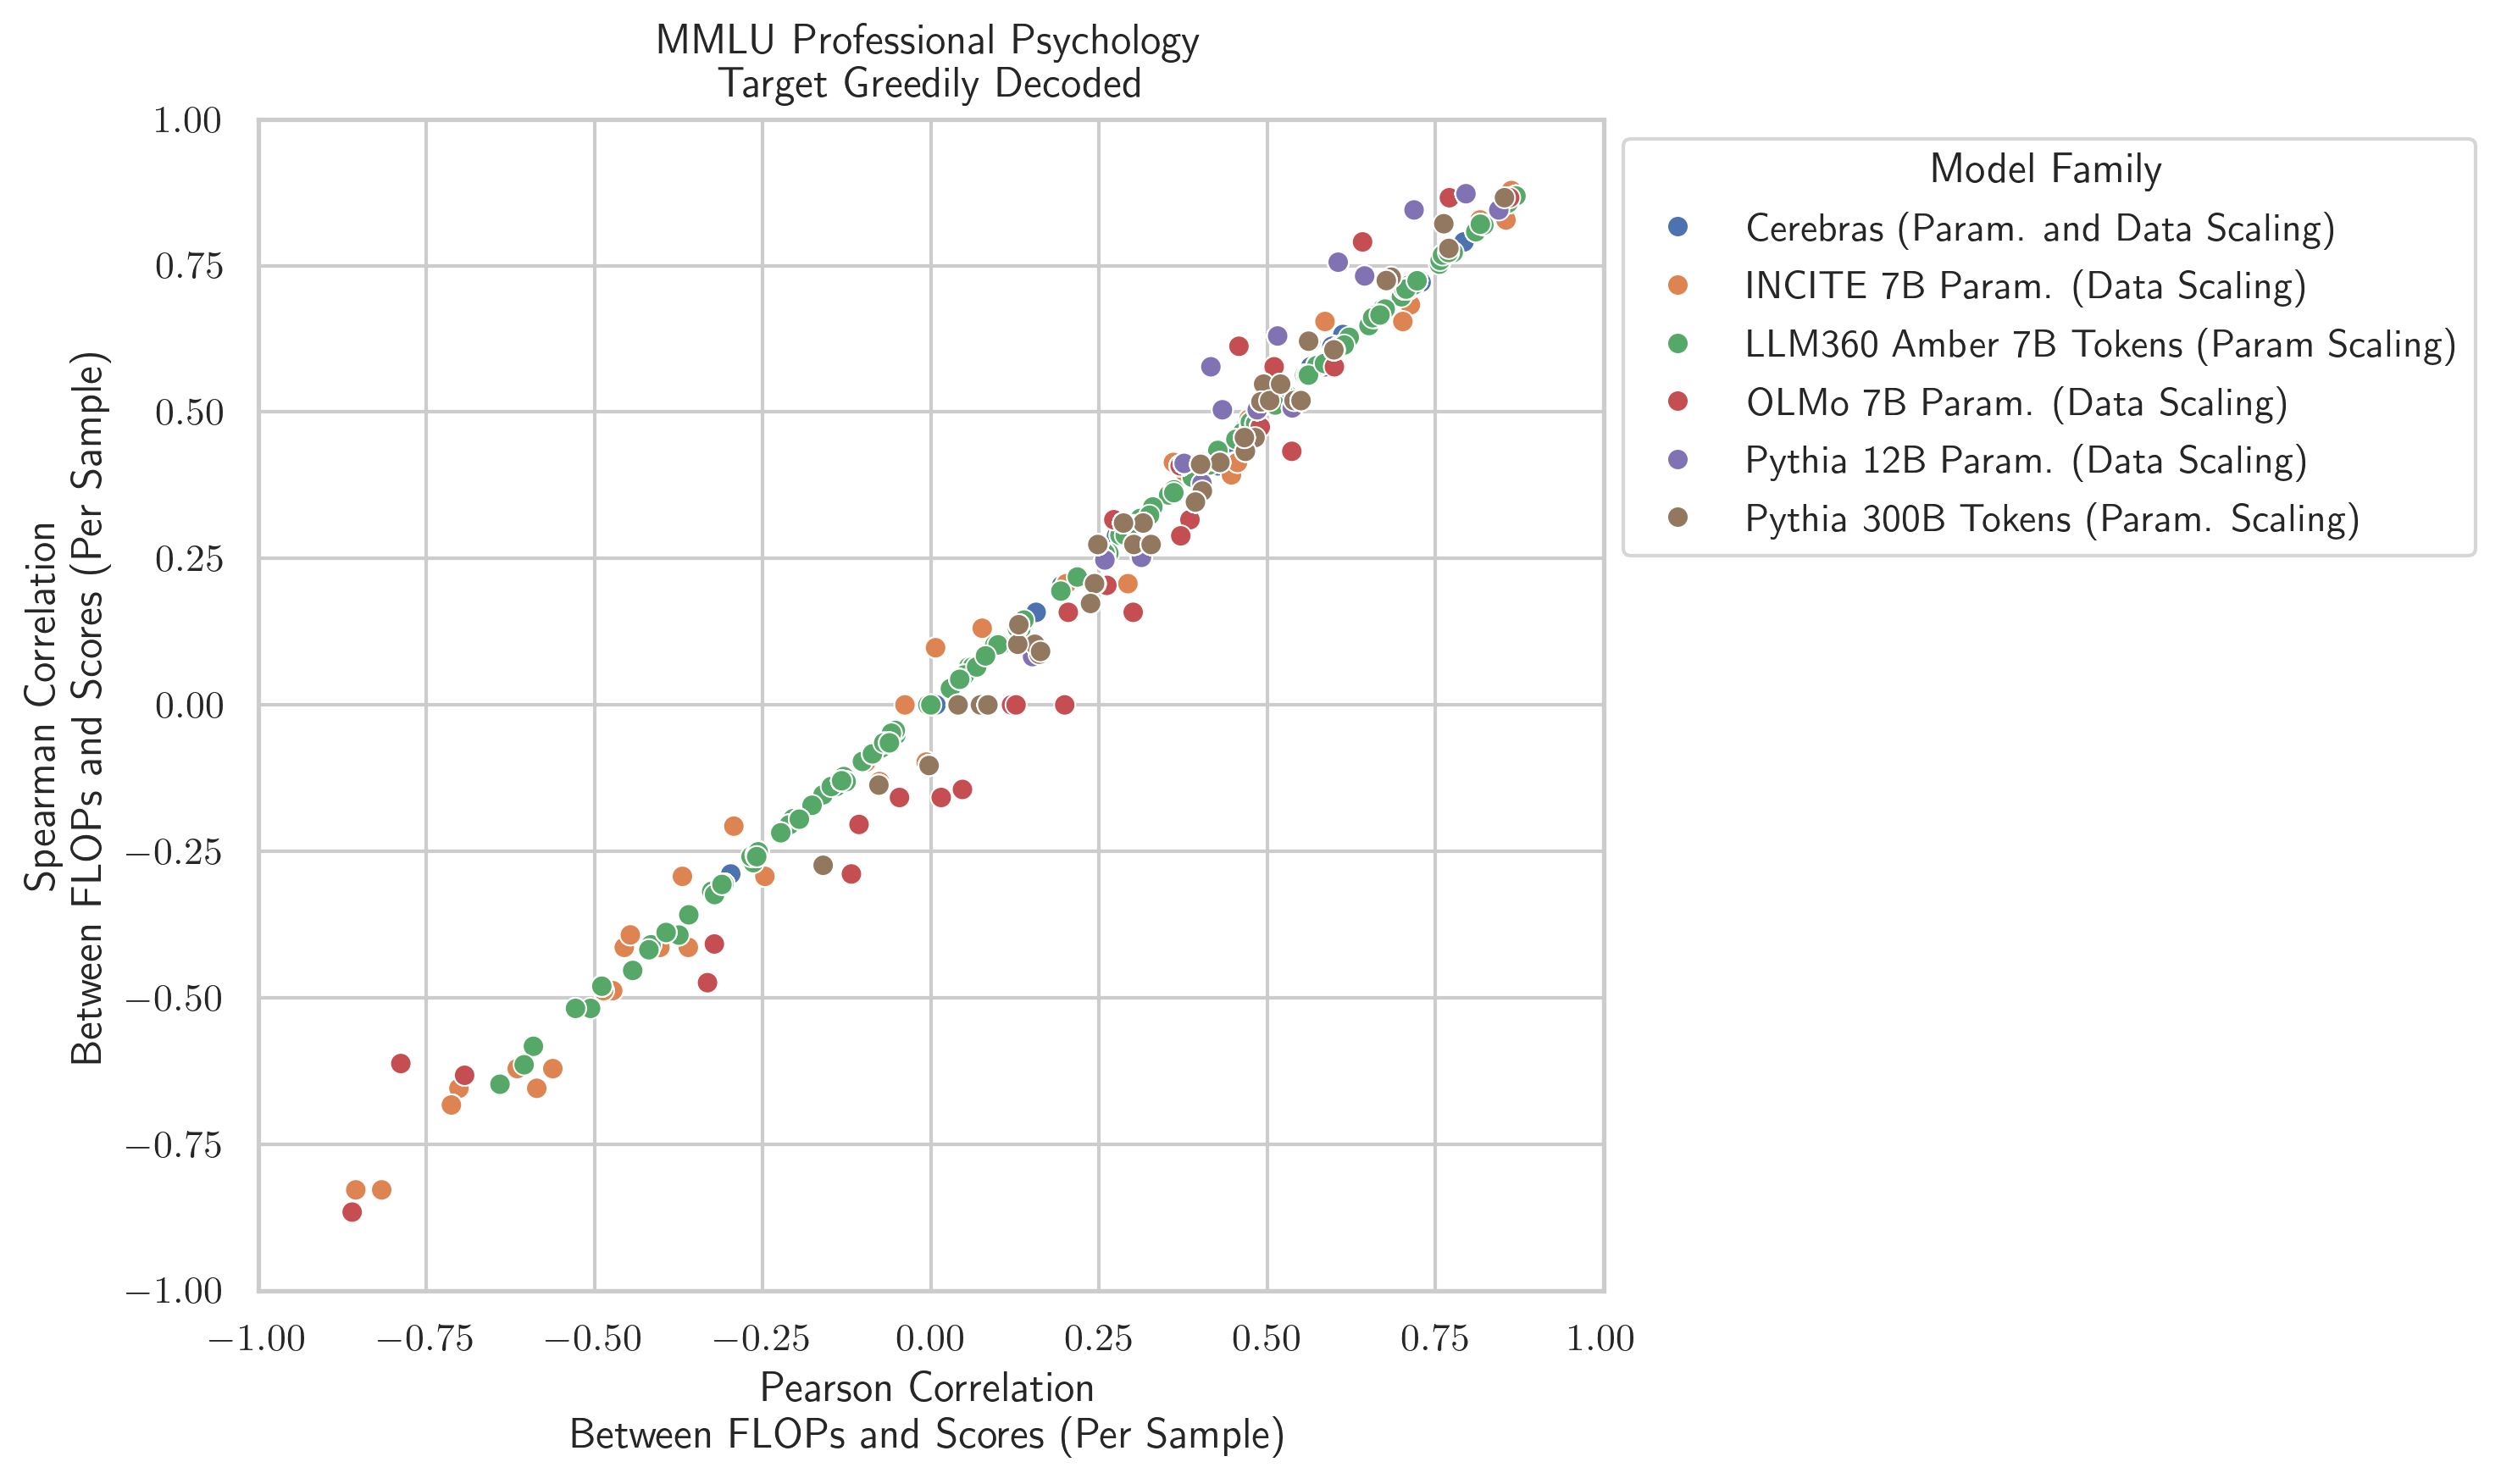 MMLU Professional Psychology
Target Greedily Decoded
Spearman Correlation
Between FLOPs and Scores (Per Sample)
1.00
0.75
0.50
0.25
0.00
−0.25
−0.50
−0.75
−1.00
−1.00 −0.75 −0.50 −0.25 0.00 0.25 0.50 0.75 1.00
Pearson Correlation
Between FLOPs and Scores (Per Sample)
Model Family
Cerebras (Param. and Data Scaling)
INCITE 7B Param. (Data Scaling)
LLM360 Amber 7B Tokens (Param Scaling)
OLMo 7B Param. (Data Scaling)
Pythia 12B Param. (Data Scaling)
Pythia 300B Tokens (Param. Scaling)